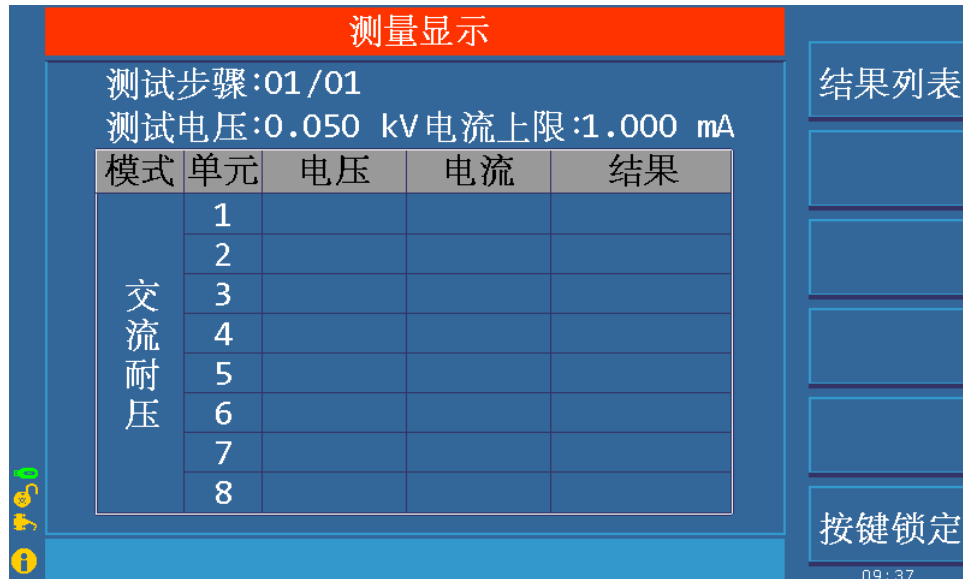 测量显示
测试步骤:01/01
测试电压:0.050 kV 电流上限:1.000 mA
模式 单元 电压 电流 结果
交流耐压
1
2
3
4
5
6
7
8
结果列表
按键锁定
09:37